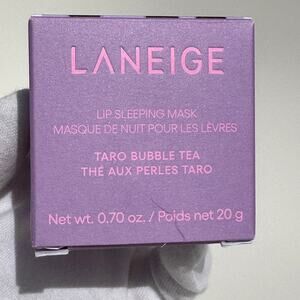 LANEIGE
LIP SLEEPING MASK
MASQUE DE NUIT POUR LES LÈVRES
TARO BUBBLE TEA
THÉ AUX PERLES TARO
Net wt. 0.70 oz. / Poids net 20 g